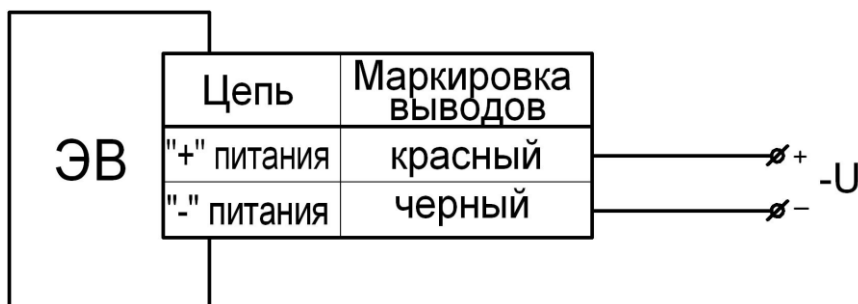 ЭВ
Цепь
Маркировка
выводов
"+" питания
красный
+
"-" питания
черный
–
-U